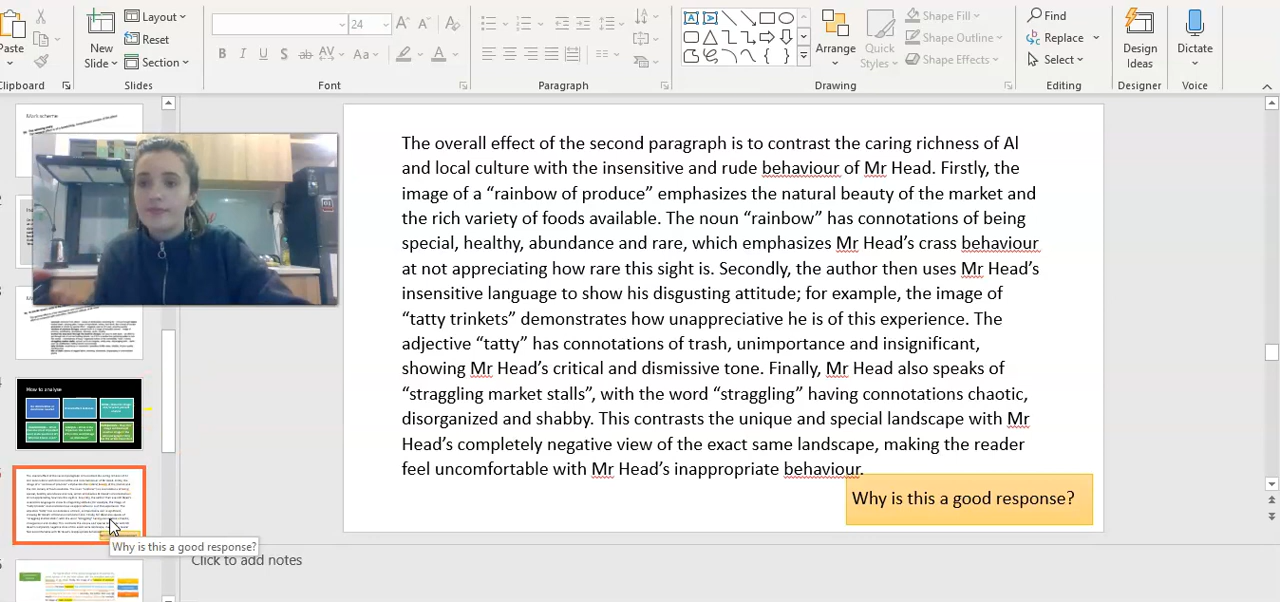 Paste
Layout
24
Shape Fill
Find
New
Reset
Arrange
Quick
Shape Outline
Replace
Design
Dictate
Slide
Section
B I U S ab AV Aa A
Styles
Shape Effects
Select
Ideas
Clipboard
Slides
Font
Paragraph
Drawing
Editing
Designer
Voice
Mark scheme
How to analyse
The overall effect of the second paragraph is to contrast the caring richness of Al
and local culture with the insensitive and rude behaviour of Mr Head. Firstly, the
image of a “rainbow of produce” emphasizes the natural beauty of the market and
the rich variety of foods available. The noun “rainbow” has connotations of being
special, healthy, abundance and rare, which emphasizes Mr Head’s crass behaviour
at not appreciating how rare this sight is. Secondly, the author then uses Mr Head’s
insensitive language to show his disgusting attitude; for example, the image of
“tatty trinkets” demonstrates how unappreciative he is of this experience. The
adjective “tatty” has connotations of trash, unimportance and insignificant,
showing Mr Head’s critical and dismissive tone. Finally, Mr Head also speaks of
“straggling market stalls”, with the word “straggling” having connotations chaotic,
disorganised and shabby. This contrasts the unique and special landscape with Mr
Head’s completely negative view of the exact same landscape, making the reader
feel uncomfortable with Mr Head’s inappropriate behaviour.
Why is this a good response?
Why is this a good response?
Click to add notes